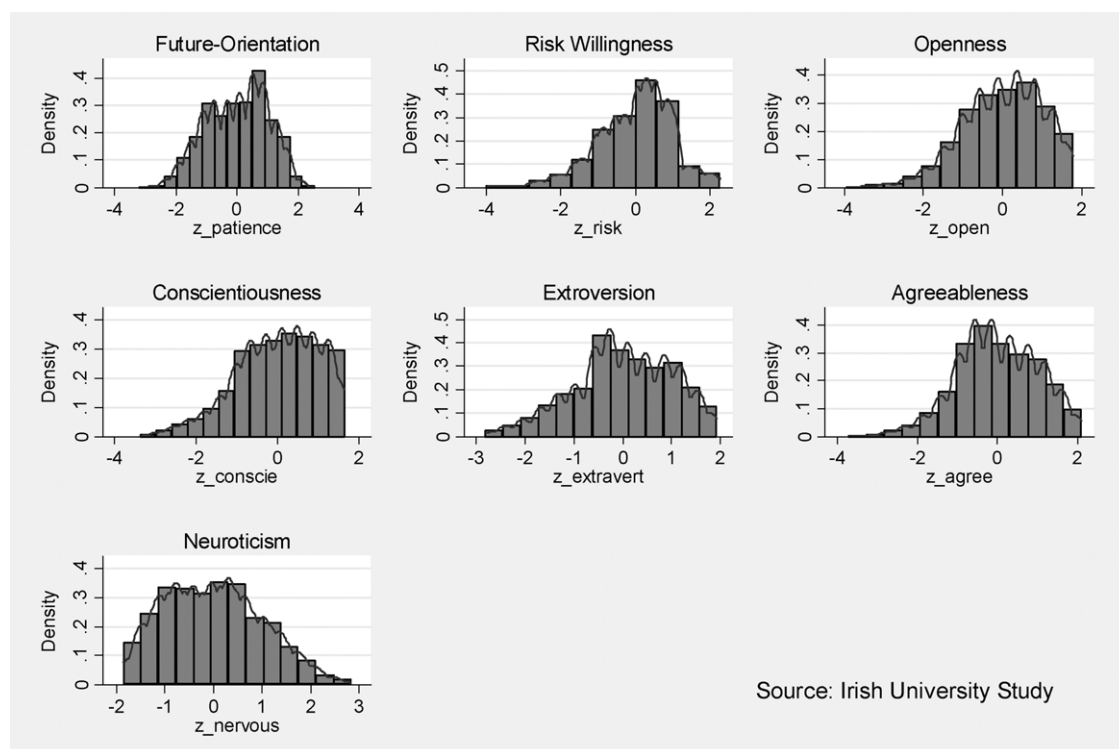 Future-Orientation
Density
0 .1 .2 .3 .4
-4 -2 0 2 4
z_patience
Risk Willingness
Density
0 .1 .2 .3 .4 .5
-4 -2 0 2
z_risk
Openness
Density
0 .1 .2 .3 .4
-4 -2 0 2
z_open
Conscientiousness
Density
0 .1 .2 .3 .4
-4 -2 0 2
z_conscie
Extroversion
Density
0 .1 .2 .3 .4 .5
-3 -2 -1 0 1 2
z_extravert
Agreeableness
Density
0 .1 .2 .3 .4
-4 -2 0 2
z_agree
Neuroticism
Density
0 .1 .2 .3 .4
-2 -1 0 1 2 3
z_nervous
Source: Irish University Study